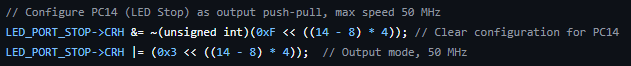 // Configure PC14 (LED Stop) as output push-pull, max speed 50 MHz
LED_PORT_STOP->CRH &= ~(unsigned int)(0xF << ((14 - 8) * 4)); // Clear configuration for PC14
LED_PORT_STOP->CRH |= (0x3 << ((14 - 8) * 4));  // Output mode, 50 MHz